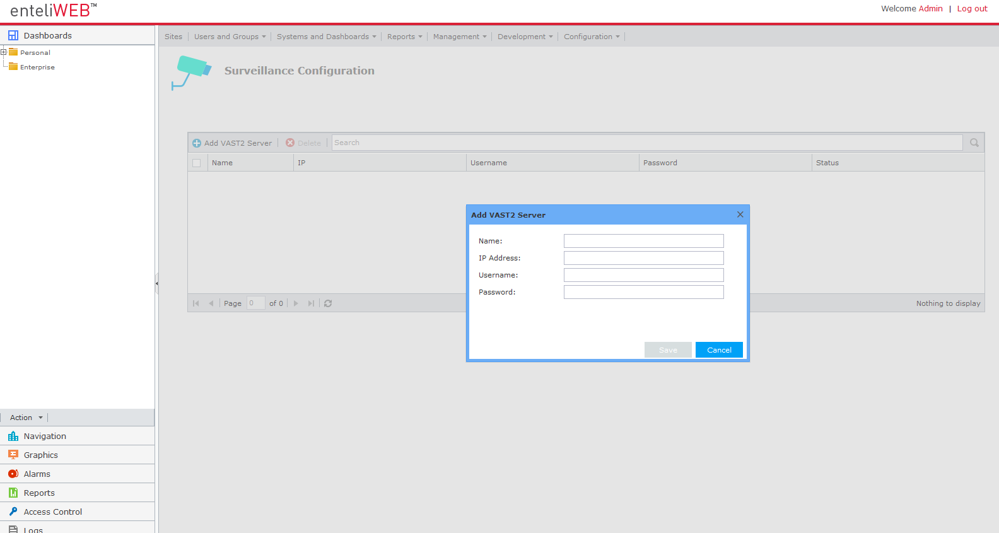 enteliWEB™
Welcome Admin | Log out
Dashboards
Personal
Enterprise
Sites
Users and Groups
Systems and Dashboards
Reports
Management
Development
Configuration
Surveillance Configuration
Add VAST2 Server
Delete
Search
Name
IP
Username
Password
Status
Add VAST2 Server
Name:
IP Address:
Username:
Password:
Save
Cancel
Page 0 of 0
Nothing to display
Action
Navigation
Graphics
Alarms
Reports
Access Control
Logs